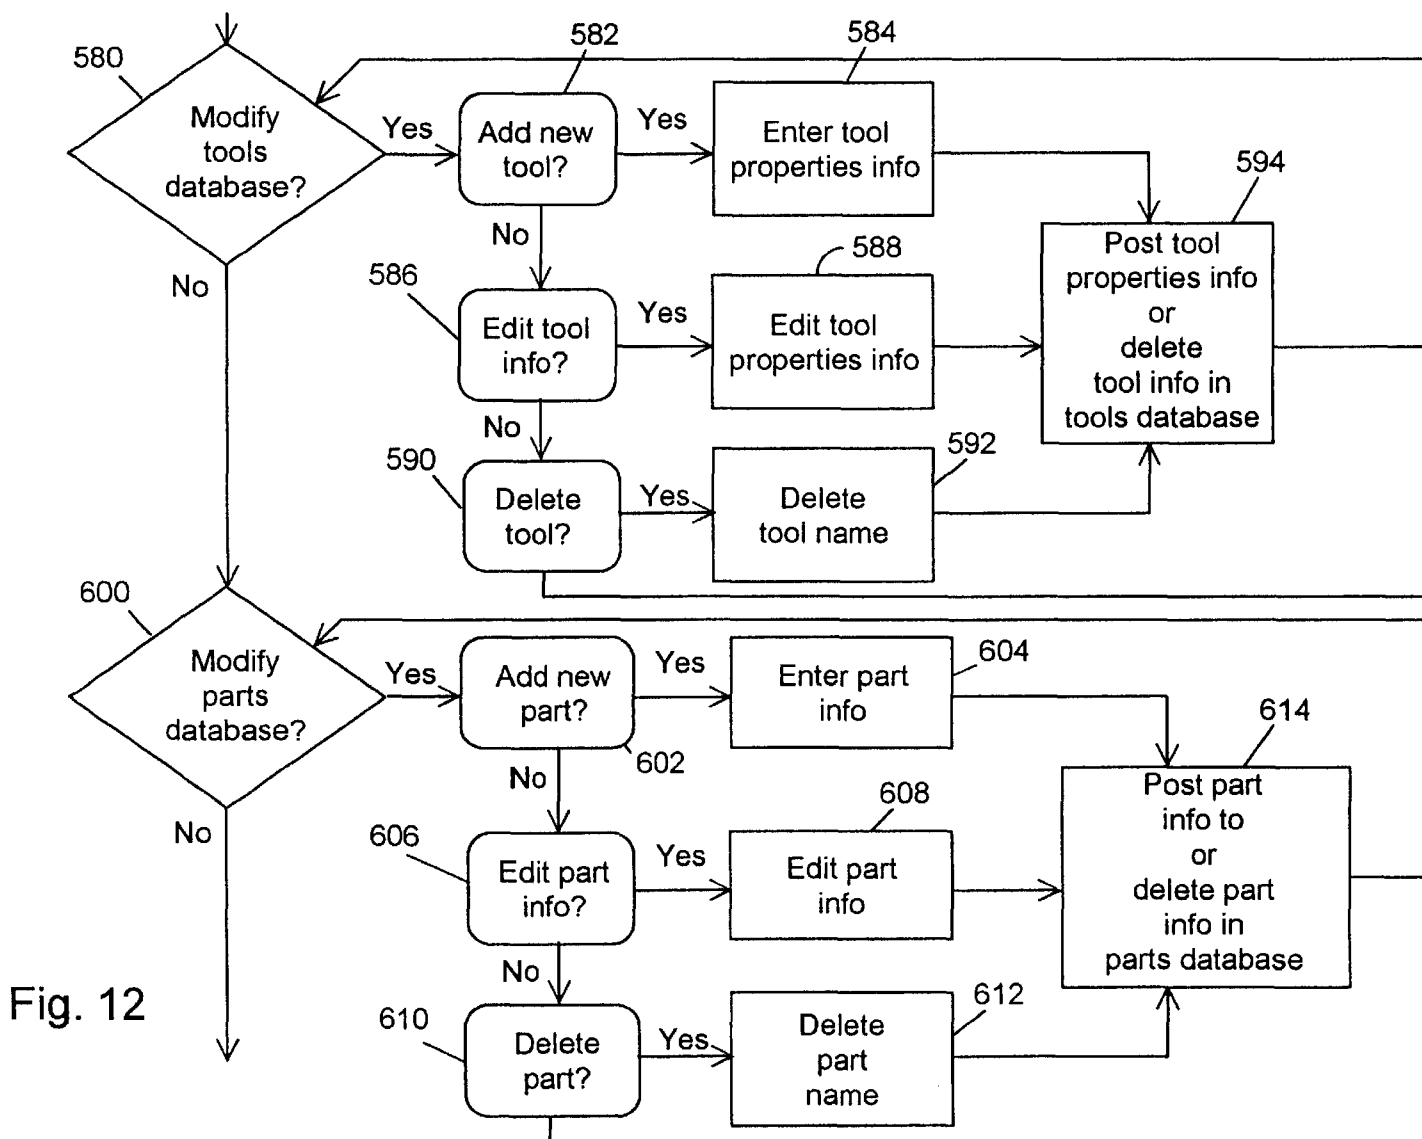 580
582
584
Modify
tools
database?
Yes
Add new
tool?
Yes
Enter tool
properties info
594
No
No
586
Edit tool
info?
Yes
588
Edit tool
properties info
Post tool
properties info
or
delete
tool info in
tools database
No
590
Delete
tool?
Yes
592
Delete
tool name
600
Modify
parts
database?
Yes
Add new
part?
602
Yes
604
Enter part
info
614
No
No
606
Edit part
info?
Yes
608
Edit part
info
Post part
info to
or
delete part
info in
parts database
No
610
Delete
part?
Yes
612
Delete
part
name
Fig. 12